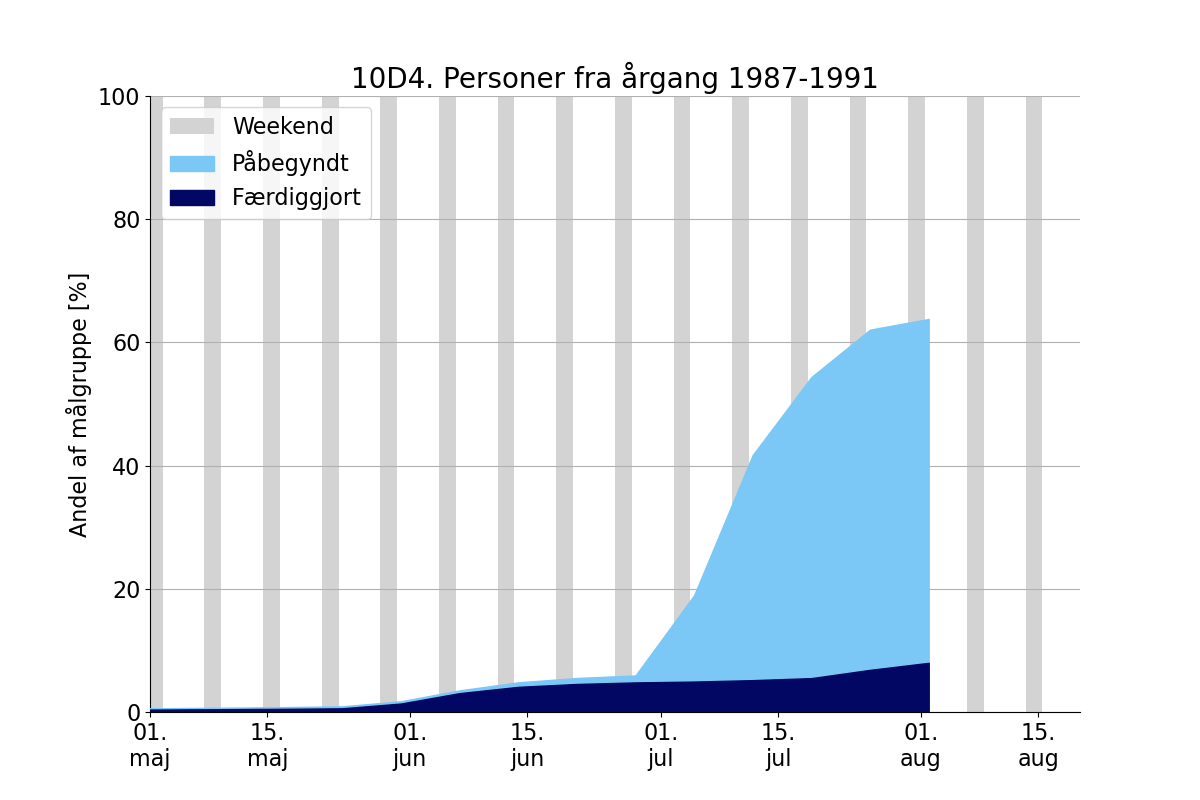 10D4. Personer fra årgang 1987-1991
100
80
60
40
20
0
Andel af målgruppe [%]
Weekend
Påbegyndt
Færdiggjort
01. 15. 01. 15. 01. 15. 01. 15.
maj maj jun jun jul jul aug aug